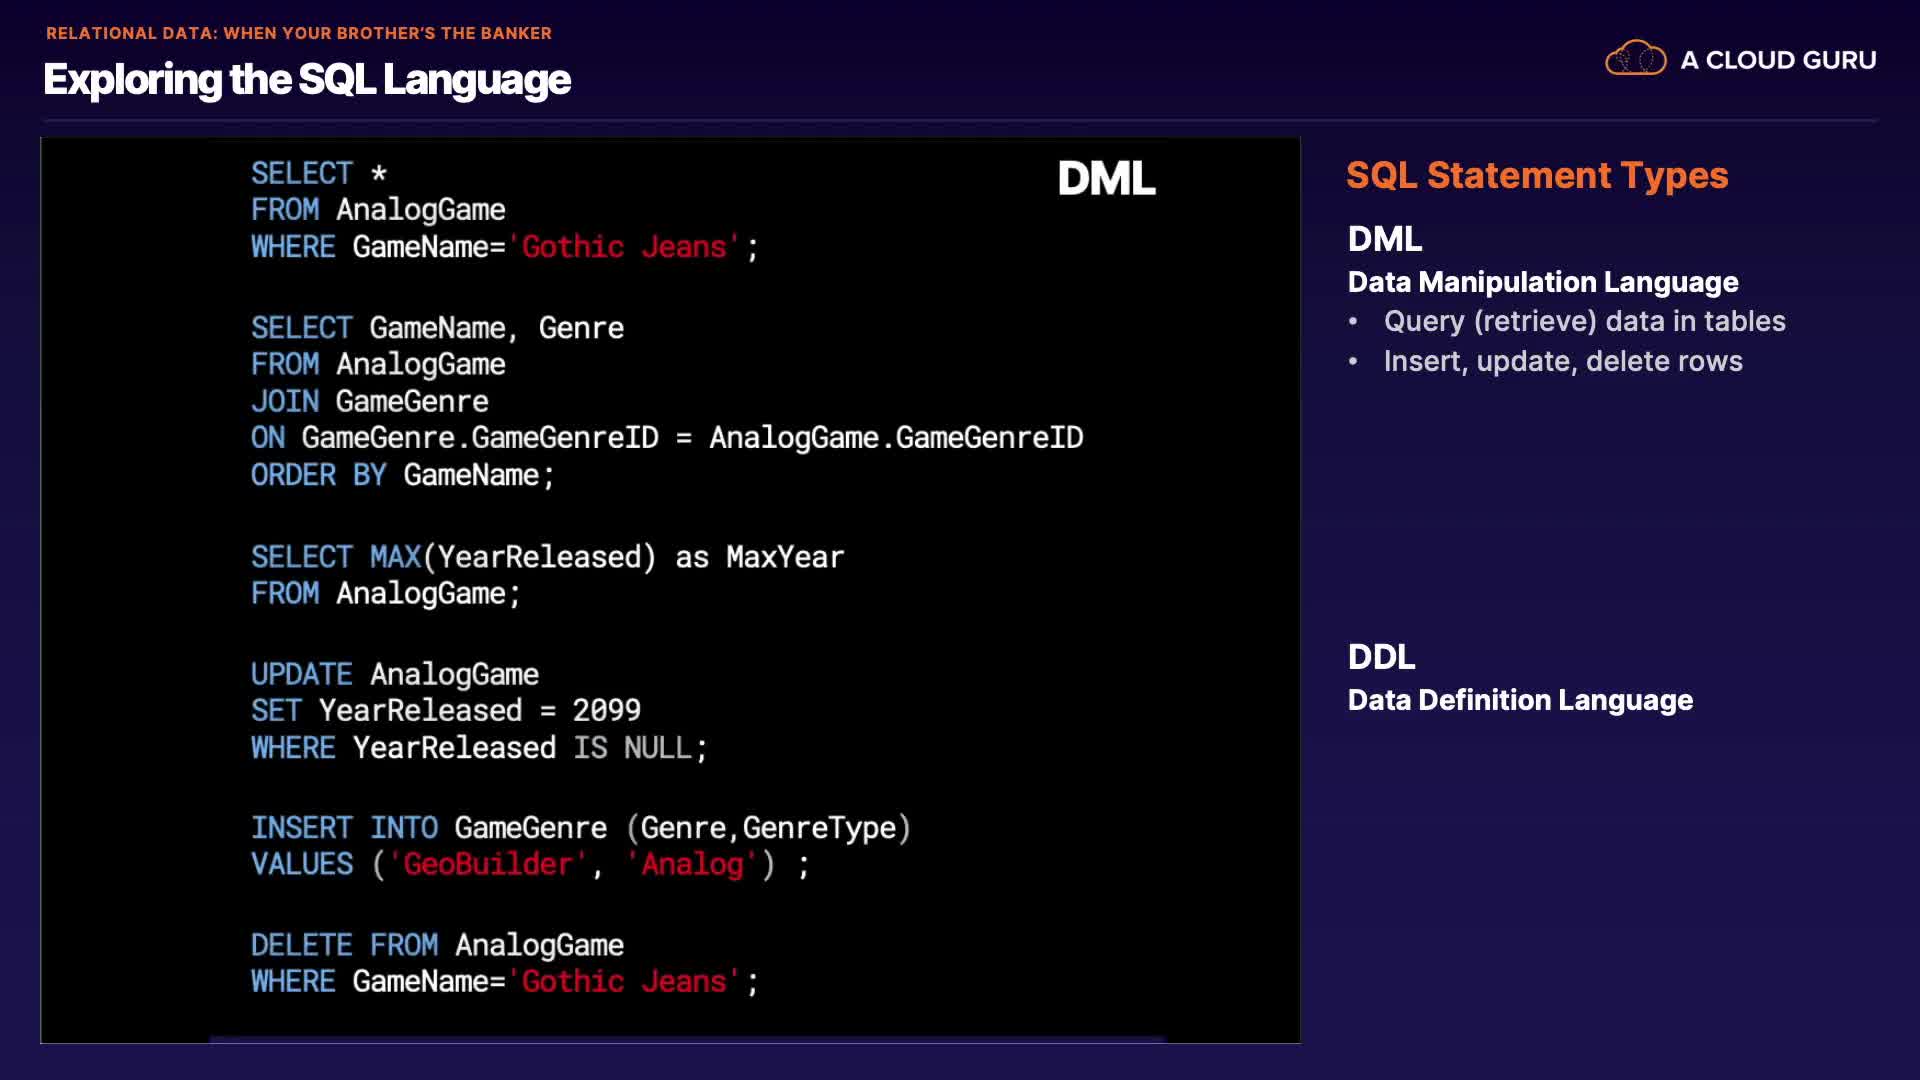 RELATIONAL DATA: WHEN YOUR BROTHER'S THE BANKER
Exploring the SQL Language
A CLOUD GURU
SELECT *
FROM AnalogGame
WHERE GameName='Gothic Jeans';
SELECT GameName, Genre
FROM AnalogGame
JOIN GameGenre
ON GameGenre.GameGenreID = AnalogGame.GameGenreID
ORDER BY GameName;
SELECT MAX(YearReleased) as MaxYear
FROM AnalogGame;
UPDATE AnalogGame
SET YearReleased = 2099
WHERE YearReleased IS NULL;
INSERT INTO GameGenre (Genre,GenreType)
VALUES ('GeoBuilder', 'Analog') ;
DELETE FROM AnalogGame
WHERE GameName='Gothic Jeans';
DML
SQL Statement Types
DML
Data Manipulation Language
• Query (retrieve) data in tables
• Insert, update, delete rows
DDL
Data Definition Language